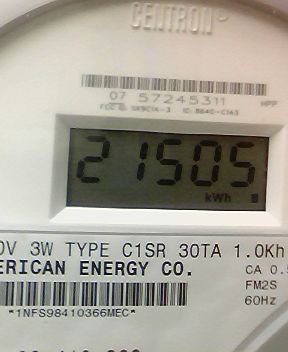 CENTRON
07 57245311 HPP
21505
kWh
0V 3W TYPE C1SR 30TA 1.0Kh
ERICAN ENERGY CO.
CA 0.5
FM2S
60Hz
*1NFS98410366MEC*